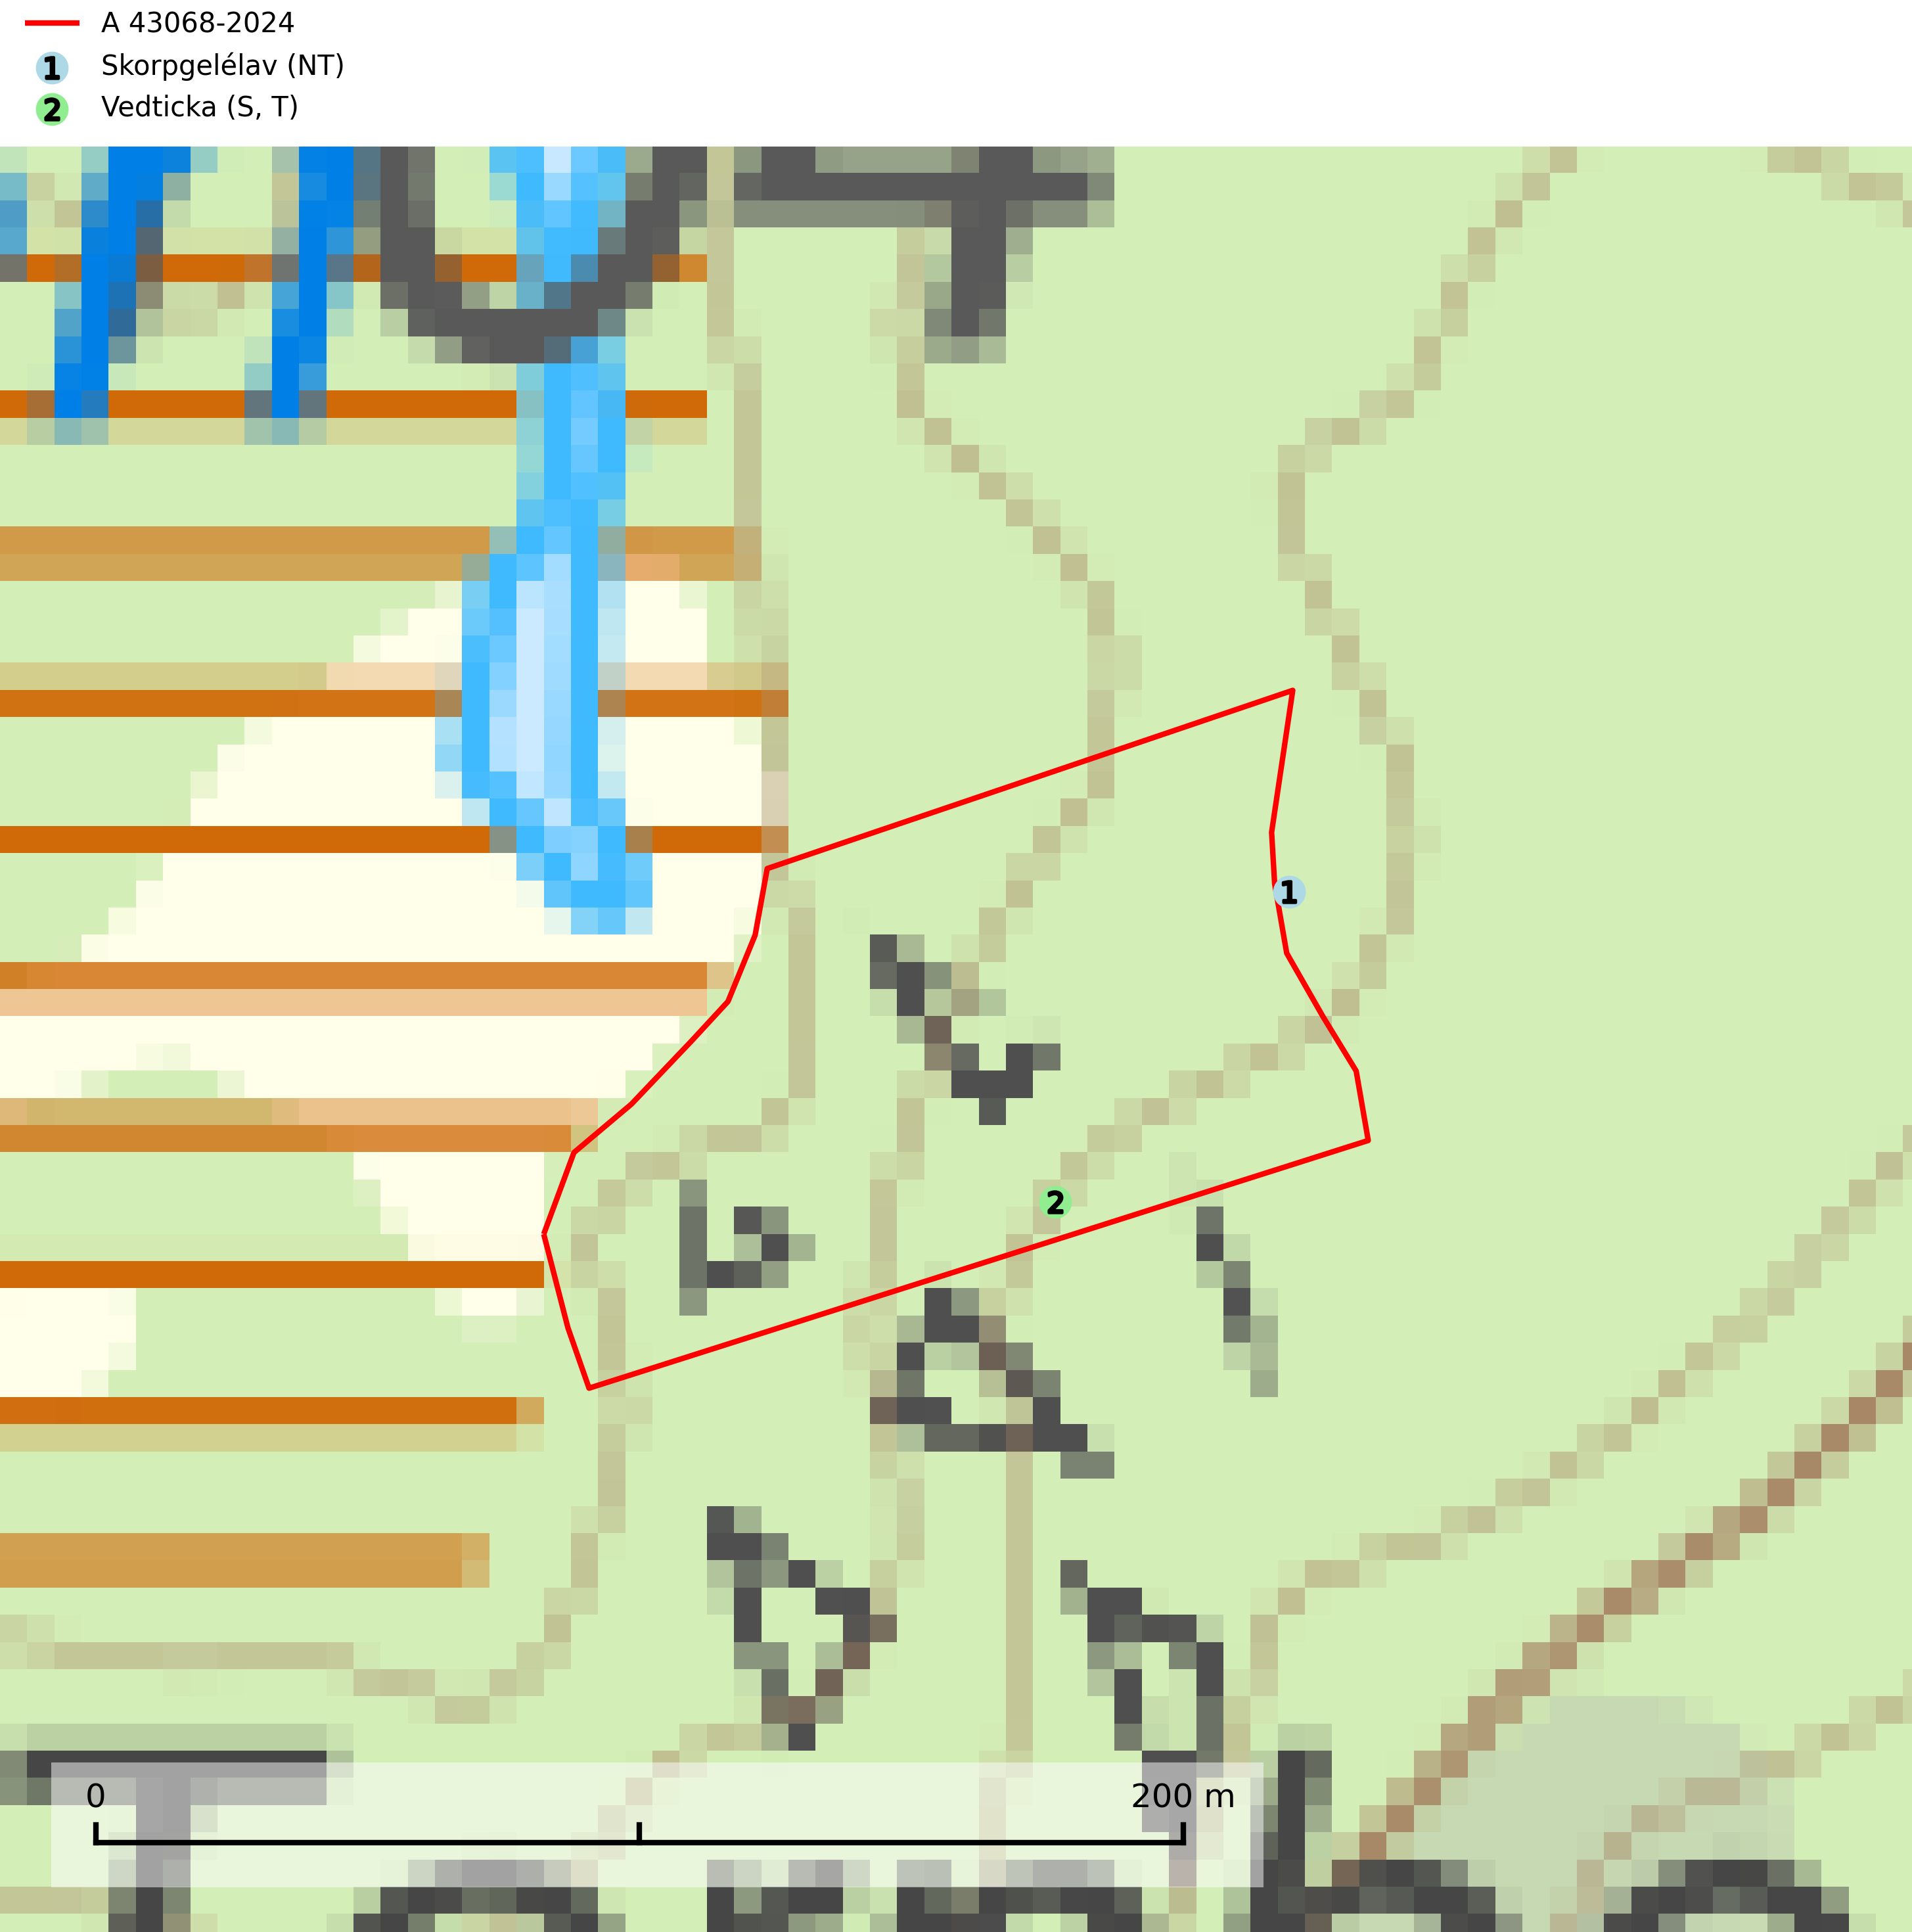 A 43068-2024
1 Skorpgelélav (NT)
2 Vedticka (S, T)
1
2
0 200 m